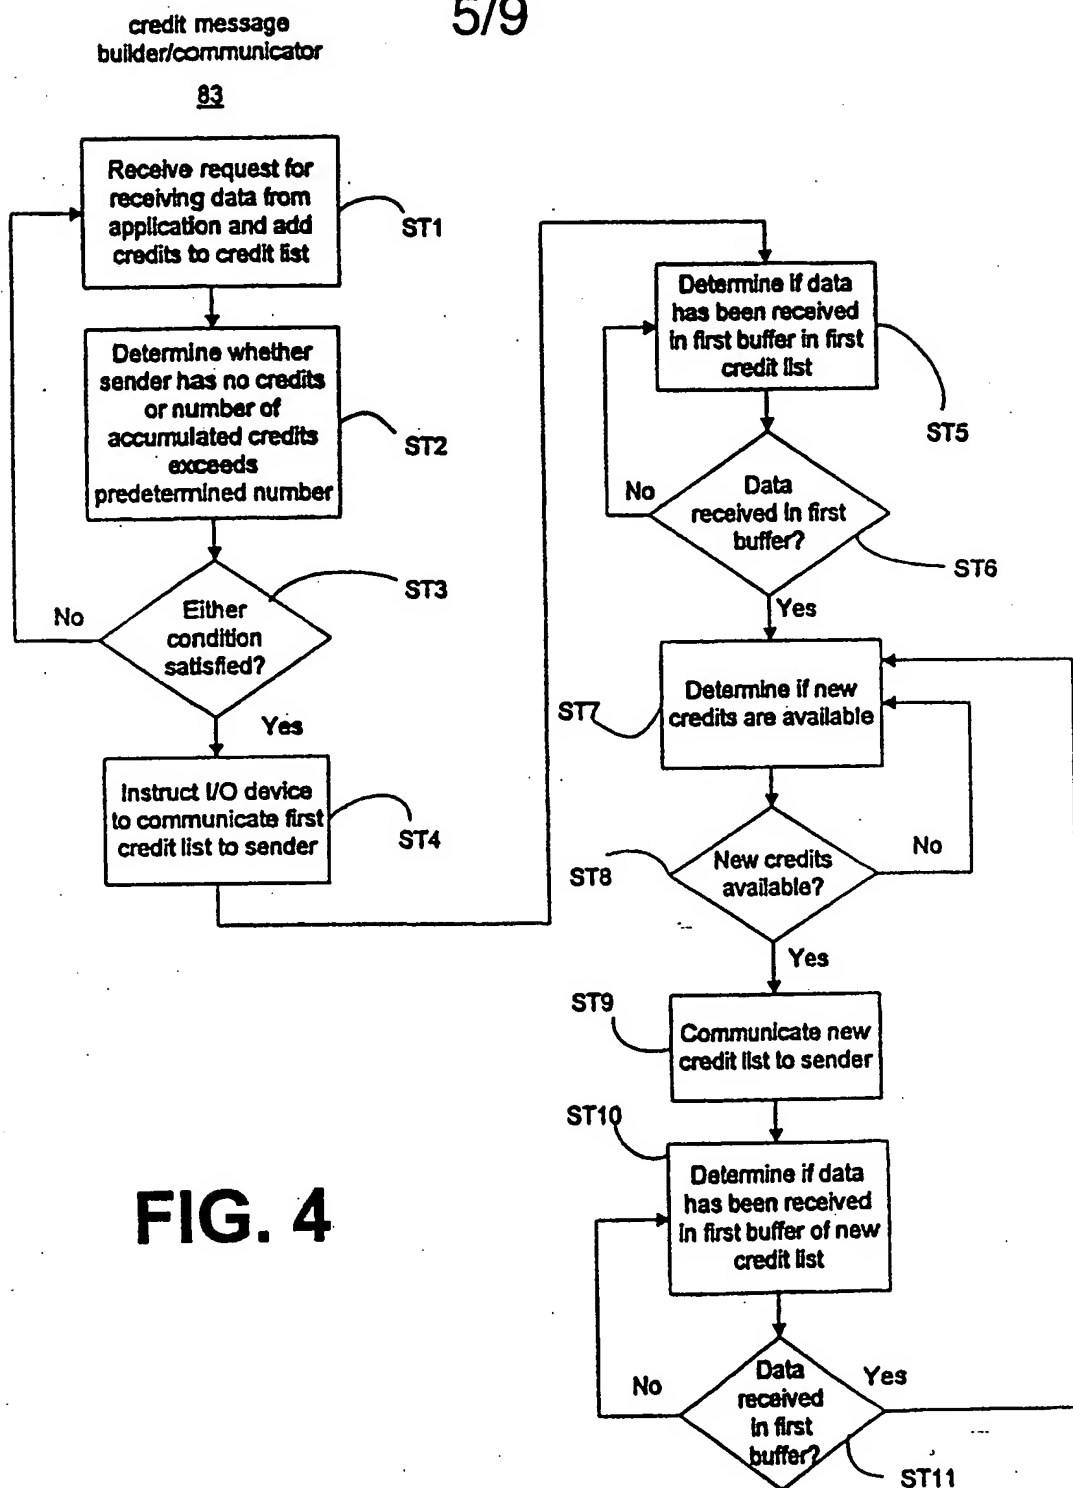 5/9
credit message
builder/communicator
83
Receive request for
receiving data from
application and add
credits to credit list
ST1
Determine whether
sender has no credits
or number of
accumulated credits
exceeds
predetermined number
ST2
Either
condition
satisfied?
ST3
No
Yes
Instruct I/O device
to communicate first
credit list to sender
ST4
Determine if data
has been received
in first buffer in first
credit list
ST5
Data
received in first
buffer?
No
ST6
Yes
Determine if new
credits are available
ST7
New credits
available?
No
ST8
Yes
ST9
Communicate new
credit list to sender
ST10
Determine if data
has been received
in first buffer of new
credit list
Data
received
in first
buffer?
No
Yes
ST11
FIG. 4